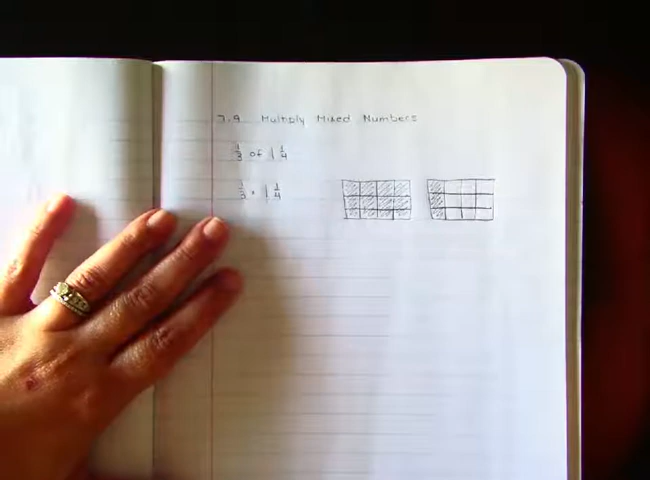 7.9 Multiply Mixed Numbers
1/3 of 1 1/4
1/3 × 1 1/4